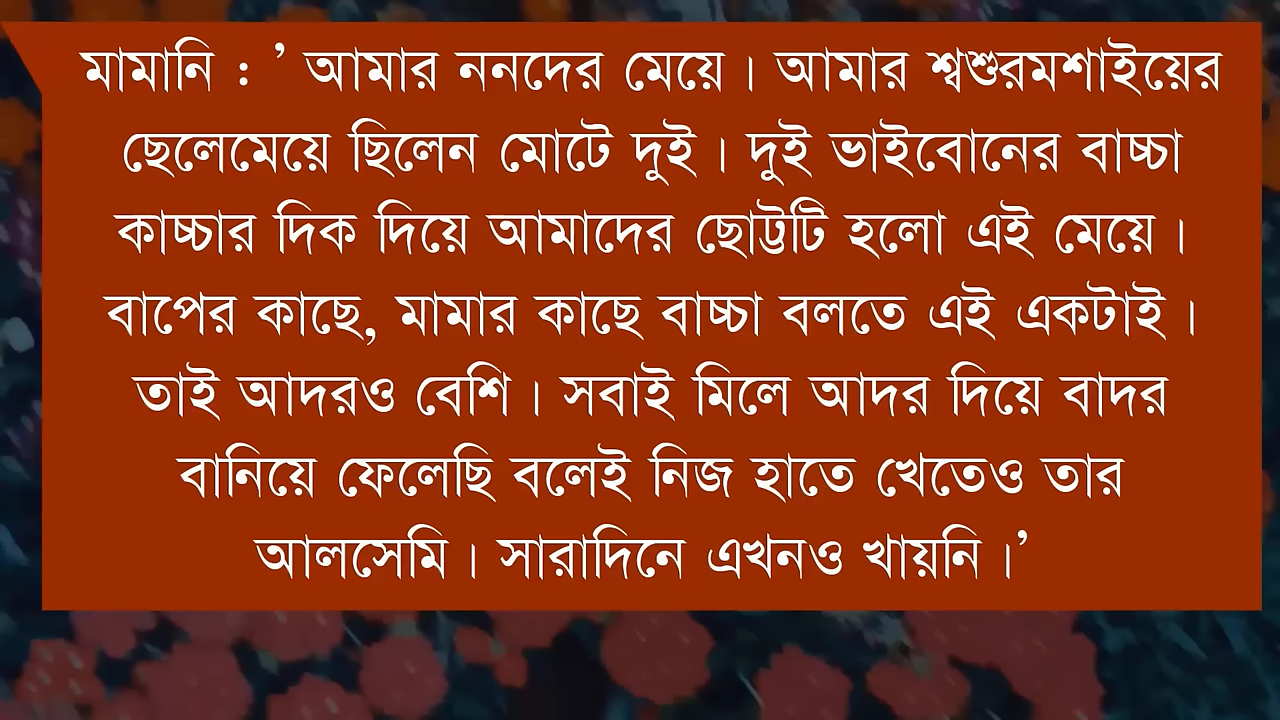 মামানি : ’ আমার ননদের মেয়ে। আমার শ্বশুরমশাইয়ের
ছেলেমেয়ে ছিলেন মোটে দুই। দুই ভাইবোনের বাচ্চা
কাচ্চার দিক দিয়ে আমাদের ছোট্টটি হলো এই মেয়ে।
বাপের কাছে, মামার কাছে বাচ্চা বলতে এই একটাই।
তাই আদরও বেশি। সবাই মিলে আদর দিয়ে বাদর
বানিয়ে ফেলেছি বলেই নিজ হাতে খেতেও তার
আলসেমি। সারাদিনে এখনও খায়নি।’